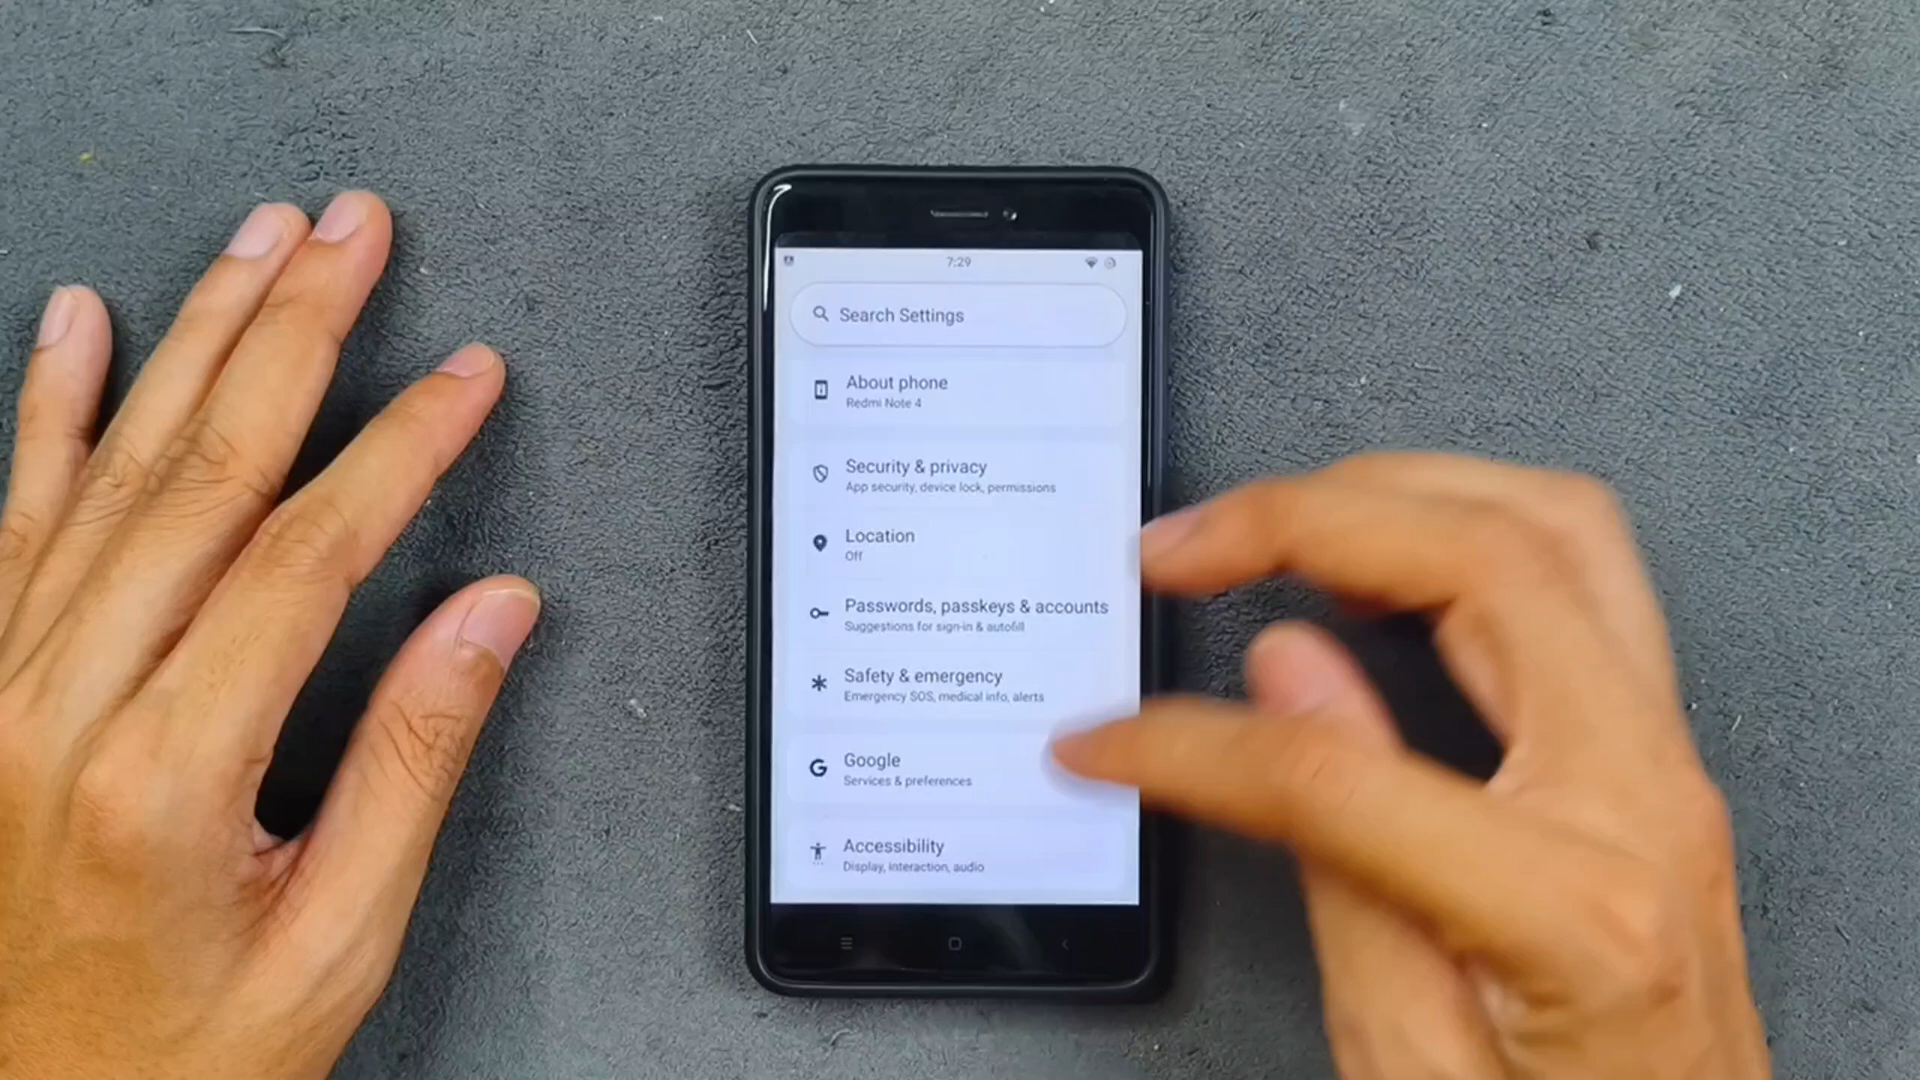 7:29
Search Settings
About phone
Redmi Note 4
Security & privacy
App security, device lock, permissions
Location
Off
Passwords, passkeys & accounts
Suggestions for sign-in & autofill
Safety & emergency
Emergency SOS, medical info, alerts
Google
Services & preferences
Accessibility
Display, interaction, audio